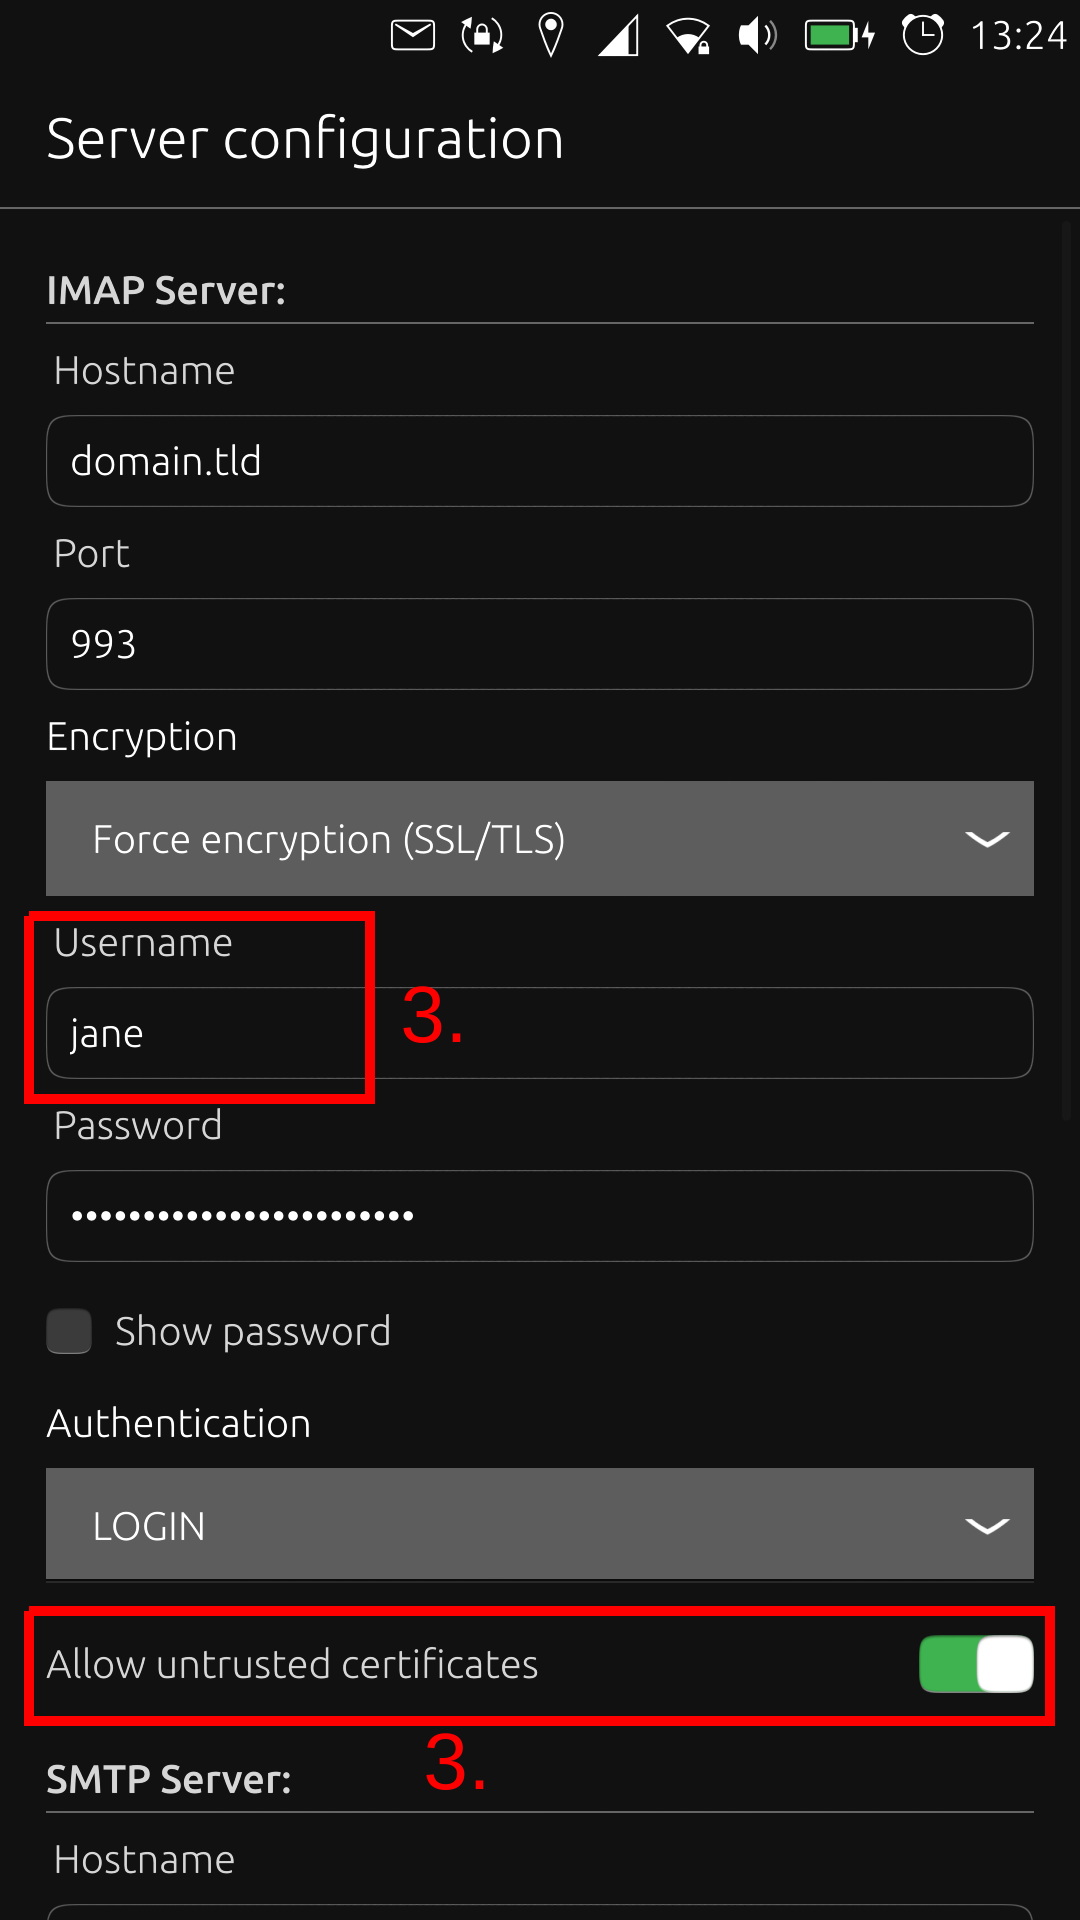 13:24
Server configuration
IMAP Server:
Hostname
domain.tld
Port
993
Encryption
Force encryption (SSL/TLS)
Username
jane
3.
Password
••••••••••••••••••••••••
Show password
Authentication
LOGIN
Allow untrusted certificates
3.
SMTP Server:
Hostname